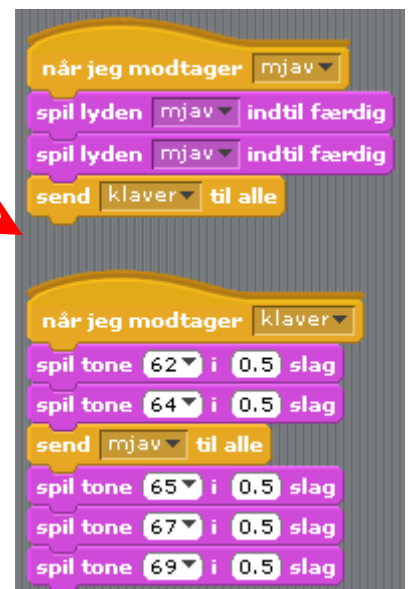 når jeg modtager mjav
spil lyden mjav indtil færdig
spil lyden mjav indtil færdig
send klaver til alle
når jeg modtager klaver
spil tone 62 i 0.5 slag
spil tone 64 i 0.5 slag
send mjav til alle
spil tone 65 i 0.5 slag
spil tone 67 i 0.5 slag
spil tone 69 i 0.5 slag